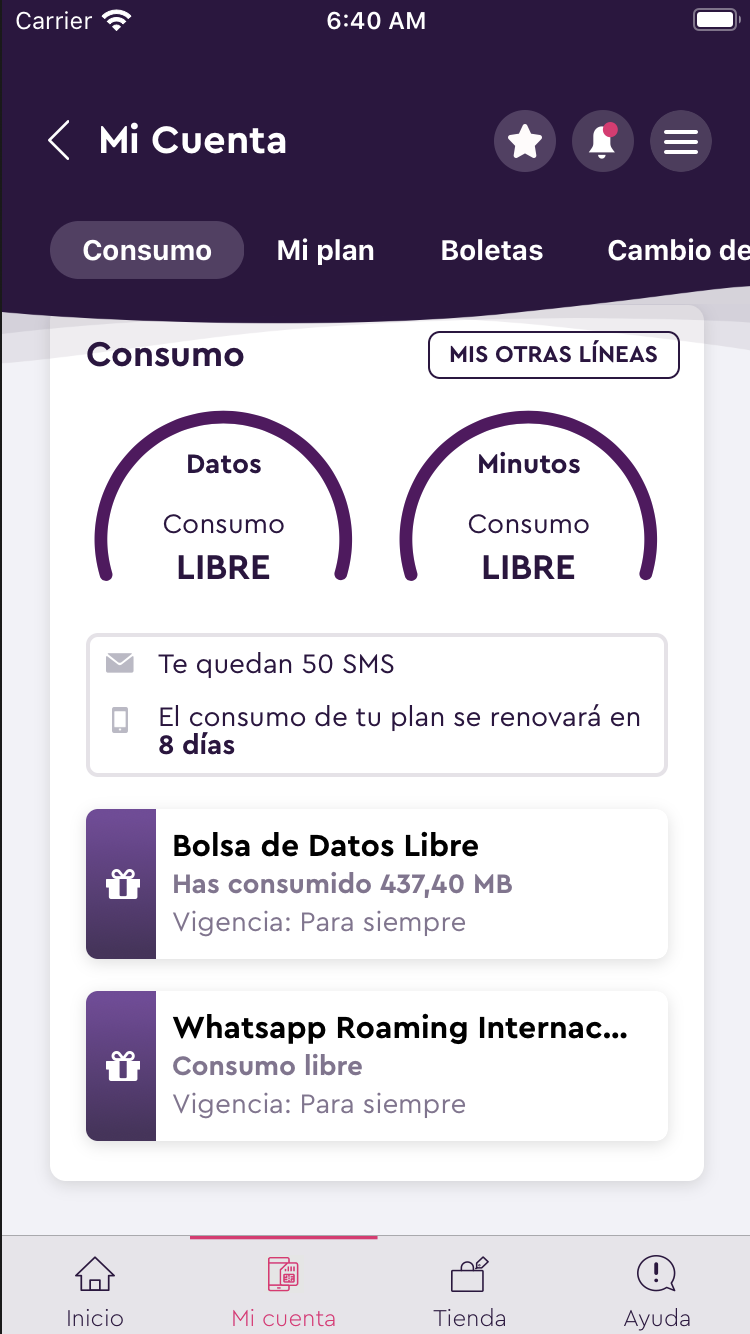 Carrier 6:40 AM
Mi Cuenta
Consumo Mi plan Boletas Cambio de
Consumo MIS OTRAS LÍNEAS
Datos
Consumo
LIBRE
Minutos
Consumo
LIBRE
Te quedan 50 SMS
El consumo de tu plan se renovará en
8 días
Bolsa de Datos Libre
Has consumido 437,40 MB
Vigencia: Para siempre
Whatsapp Roaming Internac...
Consumo libre
Vigencia: Para siempre
Inicio Mi cuenta Tienda Ayuda